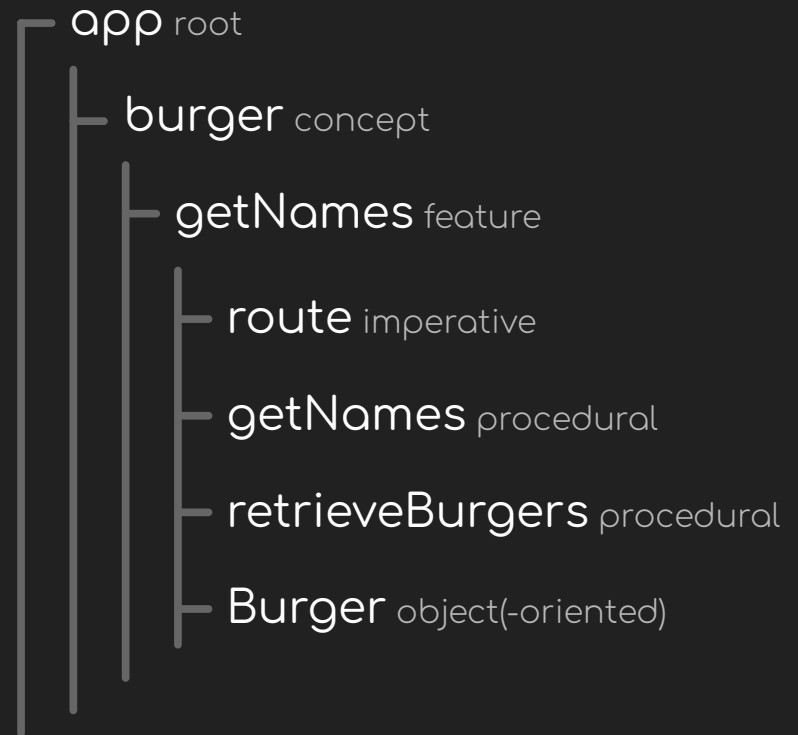 app root
burger concept
getNames feature
route imperative
getNames procedural
retrieveBurgers procedural
Burger object(-oriented)